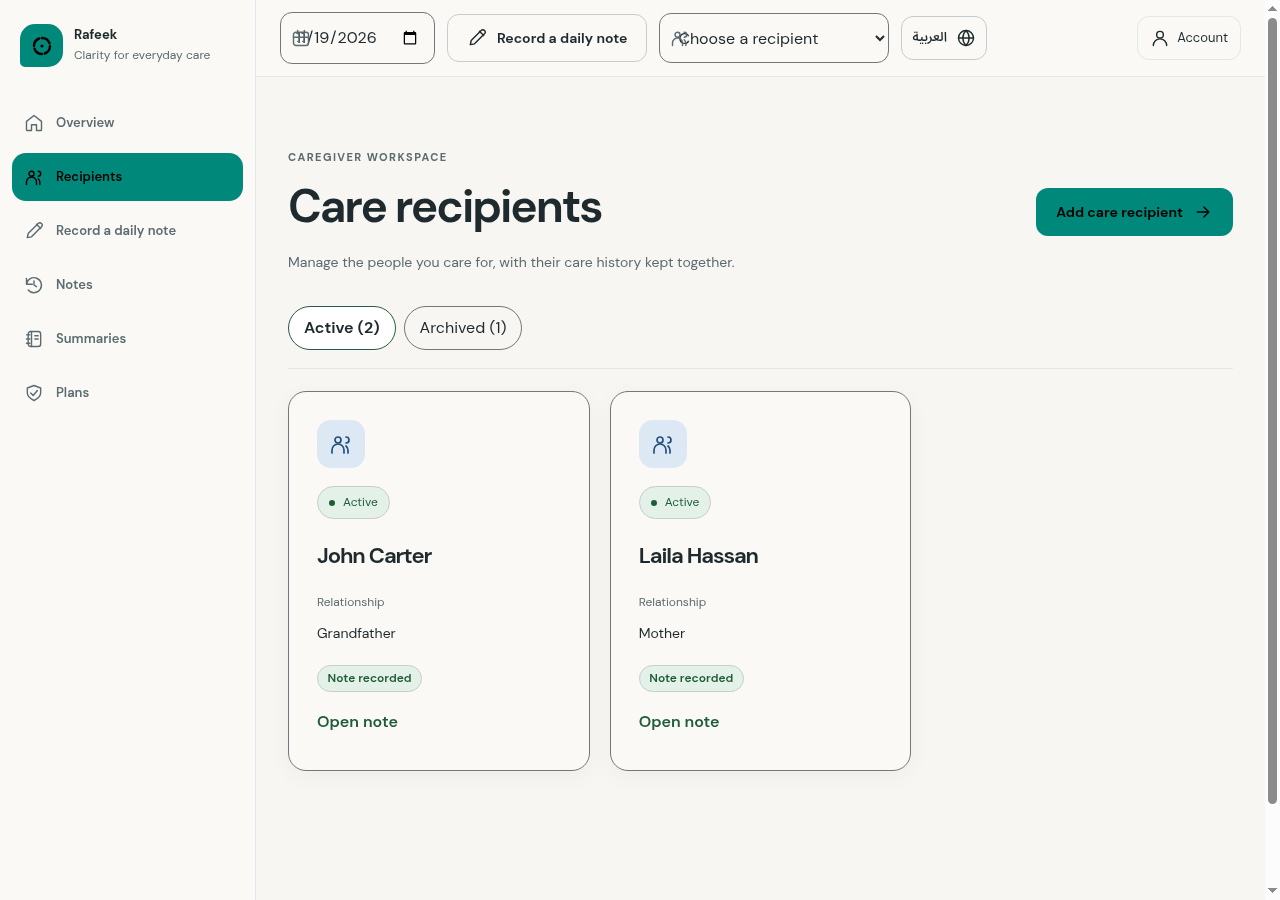 Rafeek
Clarity for everyday care
Overview
Recipients
Record a daily note
Notes
Summaries
Plans
/19/2026
Record a daily note
Choose a recipient
العربية
Account
CAREGIVER WORKSPACE
Care recipients
Add care recipient
Manage the people you care for, with their care history kept together.
Active (2)
Archived (1)
Active
John Carter
Relationship
Grandfather
Note recorded
Open note
Active
Laila Hassan
Relationship
Mother
Note recorded
Open note